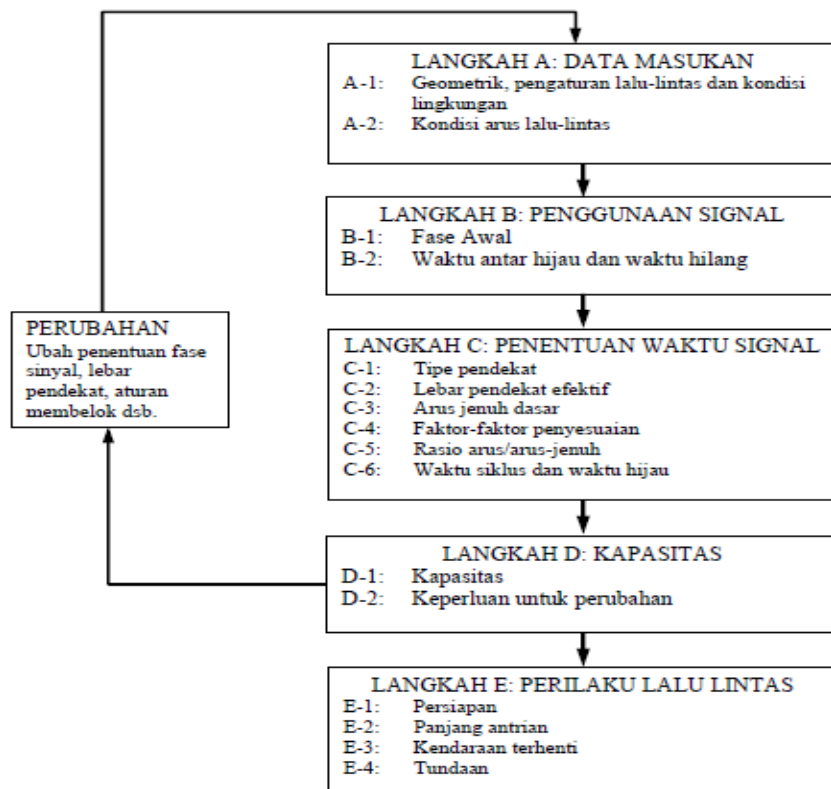 LANGKAH A: DATA MASUKAN
A-1: Geometrik, pengaturan lalu-lintas dan kondisi
lingkungan
A-2: Kondisi arus lalu-lintas
LANGKAH B: PENGGUNAAN SIGNAL
B-1: Fase Awal
B-2: Waktu antar hijau dan waktu hilang
PERUBAHAN
Ubah penentuan fase
sinyal, lebar
pendekat, aturan
membelok dsb.
LANGKAH C: PENENTUAN WAKTU SIGNAL
C-1: Tipe pendekat
C-2: Lebar pendekat efektif
C-3: Arus jenuh dasar
C-4: Faktor-faktor penyesuaian
C-5: Rasio arus/arus-jenuh
C-6: Waktu siklus dan waktu hijau
LANGKAH D: KAPASITAS
D-1: Kapasitas
D-2: Keperluan untuk perubahan
LANGKAH E: PERILAKU LALU LINTAS
E-1: Persiapan
E-2: Panjang antrian
E-3: Kendaraan terhenti
E-4: Tundaan